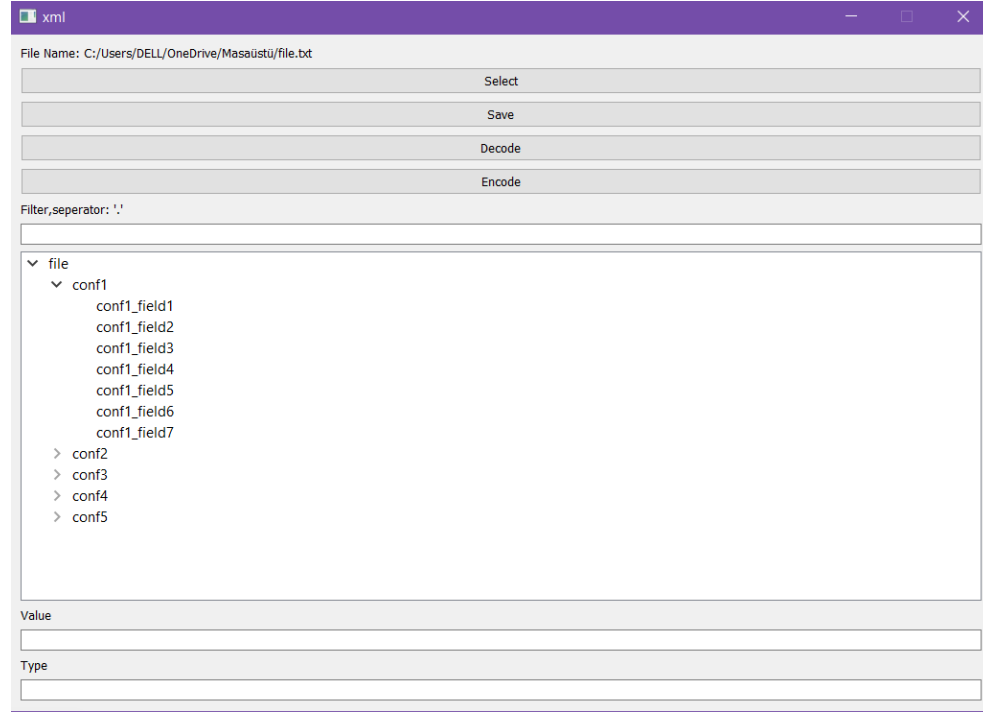 xml
File Name: C:/Users/DELL/OneDrive/Masaüstü/file.txt
Select
Save
Decode
Encode
Filter,seperator: '.'
file
conf1
conf1_field1
conf1_field2
conf1_field3
conf1_field4
conf1_field5
conf1_field6
conf1_field7
conf2
conf3
conf4
conf5
Value
Type